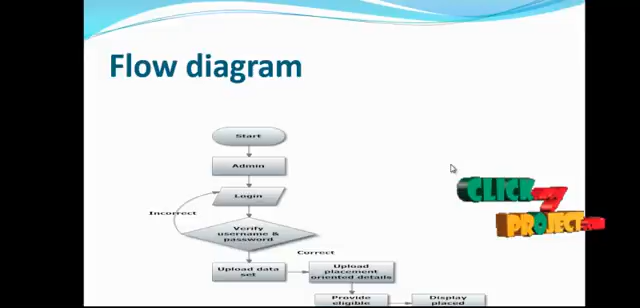 Flow diagram
Start
Admin
Login
Incorrect
Verify
username &
password
Correct
Upload data
set
Upload placement
oriented details
Provide
eligible
Display
placed
CLICK
PROJECT